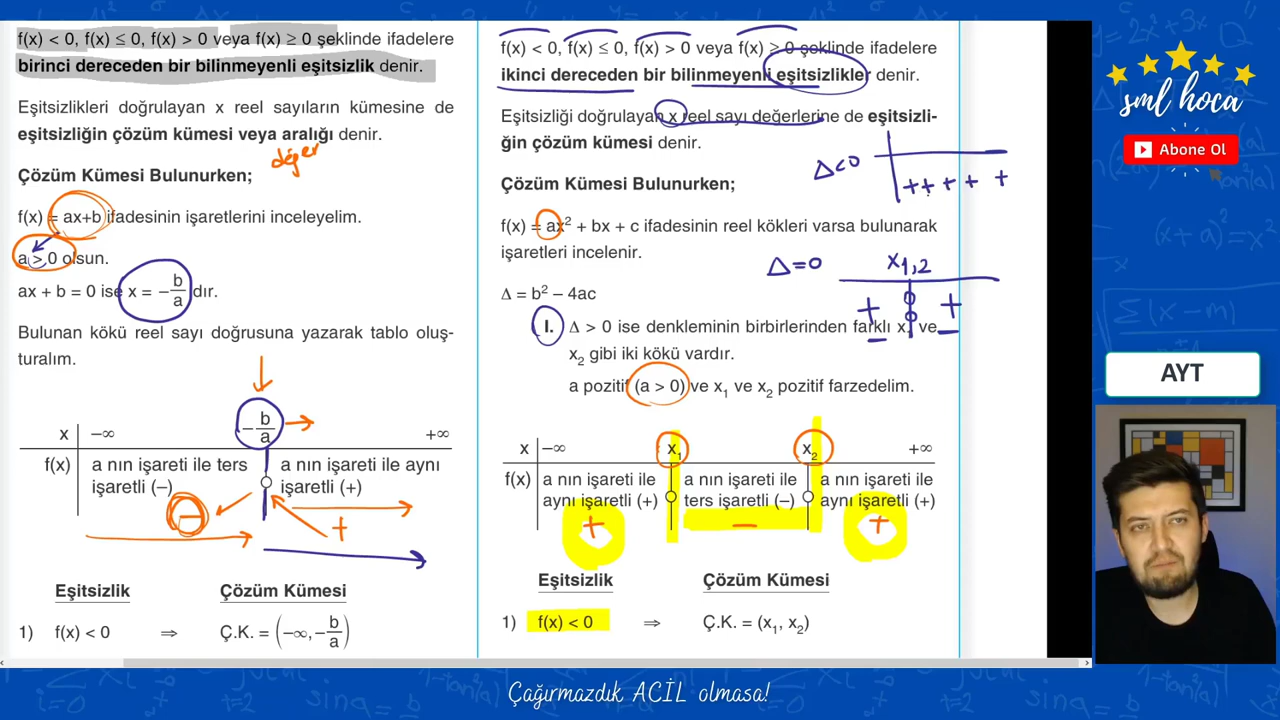 f(x) < 0, f(x) ≤ 0, f(x) > 0 veya f(x) ≥ 0 şeklinde ifadelere
birinci dereceden bir bilinmeyenli eşitsizlik denir.
Eşitsizlikleri doğrulayan x reel sayıların kümesine de
eşitsizliğin çözüm kümesi veya aralığı denir.
değer
Çözüm Kümesi Bulunurken;
f(x) = ax+b ifadesinin işaretlerini inceleyelim.
a > 0 olsun.
ax + b = 0 ise x = -b/a dır.
Bulunan kökü reel sayı doğrusuna yazarak tablo oluş-
turalım.
x -∞ -b/a +∞
f(x) a nın işareti ile ters a nın işareti ile aynı
işaretli (–) işaretli (+)
– +
Eşitsizlik Çözüm Kümesi
1) f(x) < 0 ⇒ Ç.K. = (-∞, -b/a)
f(x) < 0, f(x) ≤ 0, f(x) > 0 veya f(x) ≥ 0 şeklinde ifadelere
ikinci dereceden bir bilinmeyenli eşitsizlikler denir.
Eşitsizliği doğrulayan x reel sayı değerlerine de eşitsizli-
ğin çözüm kümesi denir.
Δ<0
+ + + + +
Çözüm Kümesi Bulunurken;
f(x) = ax² + bx + c ifadesinin reel kökleri varsa bulunarak
işaretleri incelenir.
Δ=0 x1,2
+ +
Δ = b² – 4ac
I. Δ > 0 ise denkleminin birbirlerinden farklı x₁ ve
x₂ gibi iki kökü vardır.
a pozitif (a > 0) ve x₁ ve x₂ pozitif farzedelim.
x -∞ x₁ x₂ +∞
f(x) a nın işareti ile a nın işareti ile a nın işareti ile
aynı işaretli (+) ters işaretli (–) aynı işaretli (+)
+ – +
Eşitsizlik Çözüm Kümesi
1) f(x) < 0 ⇒ Ç.K. = (x₁, x₂)
sml hoca
Abone Ol
AYT
Çağırmazdık ACİL olmasa!